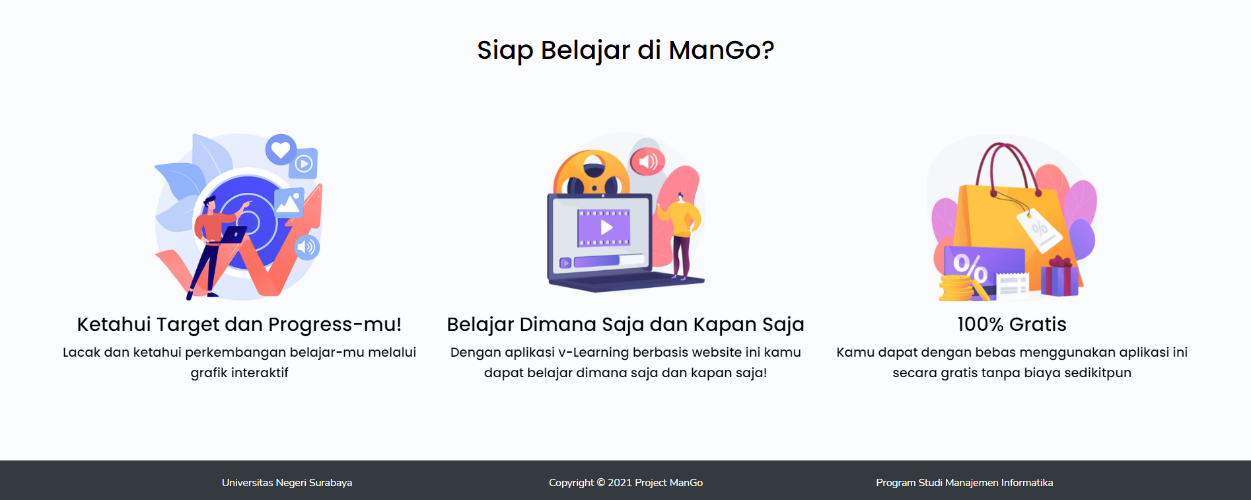 Siap Belajar di ManGo?
%
%
Ketahui Target dan Progress-mu!
Lacak dan ketahui perkembangan belajar-mu melalui
grafik interaktif
Belajar Dimana Saja dan Kapan Saja
Dengan aplikasi v-Learning berbasis website ini kamu
dapat belajar dimana saja dan kapan saja!
100% Gratis
Kamu dapat dengan bebas menggunakan aplikasi ini
secara gratis tanpa biaya sedikitpun
Universitas Negeri Surabaya
Copyright © 2021 Project ManGo
Program Studi Manajemen Informatika